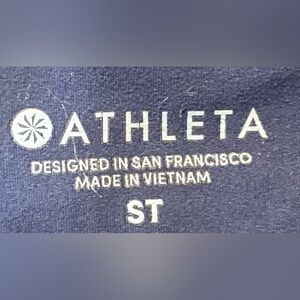 ATHLETA
DESIGNED IN SAN FRANCISCO
MADE IN VIETNAM
ST